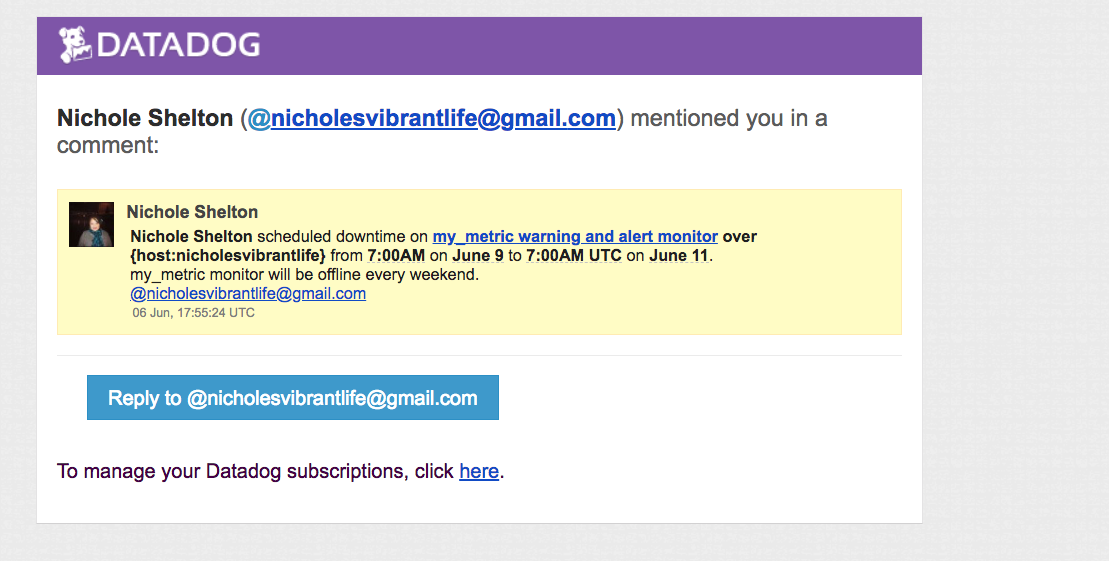 DATADOG
Nichole Shelton (@nicholesvibrantlife@gmail.com) mentioned you in a
comment:
Nichole Shelton
Nichole Shelton scheduled downtime on my_metric warning and alert monitor over
{host:nicholesvibrantlife} from 7:00AM on June 9 to 7:00AM UTC on June 11.
my_metric monitor will be offline every weekend.
@nicholesvibrantlife@gmail.com
06 Jun, 17:55:24 UTC
Reply to @nicholesvibrantlife@gmail.com
To manage your Datadog subscriptions, click here.